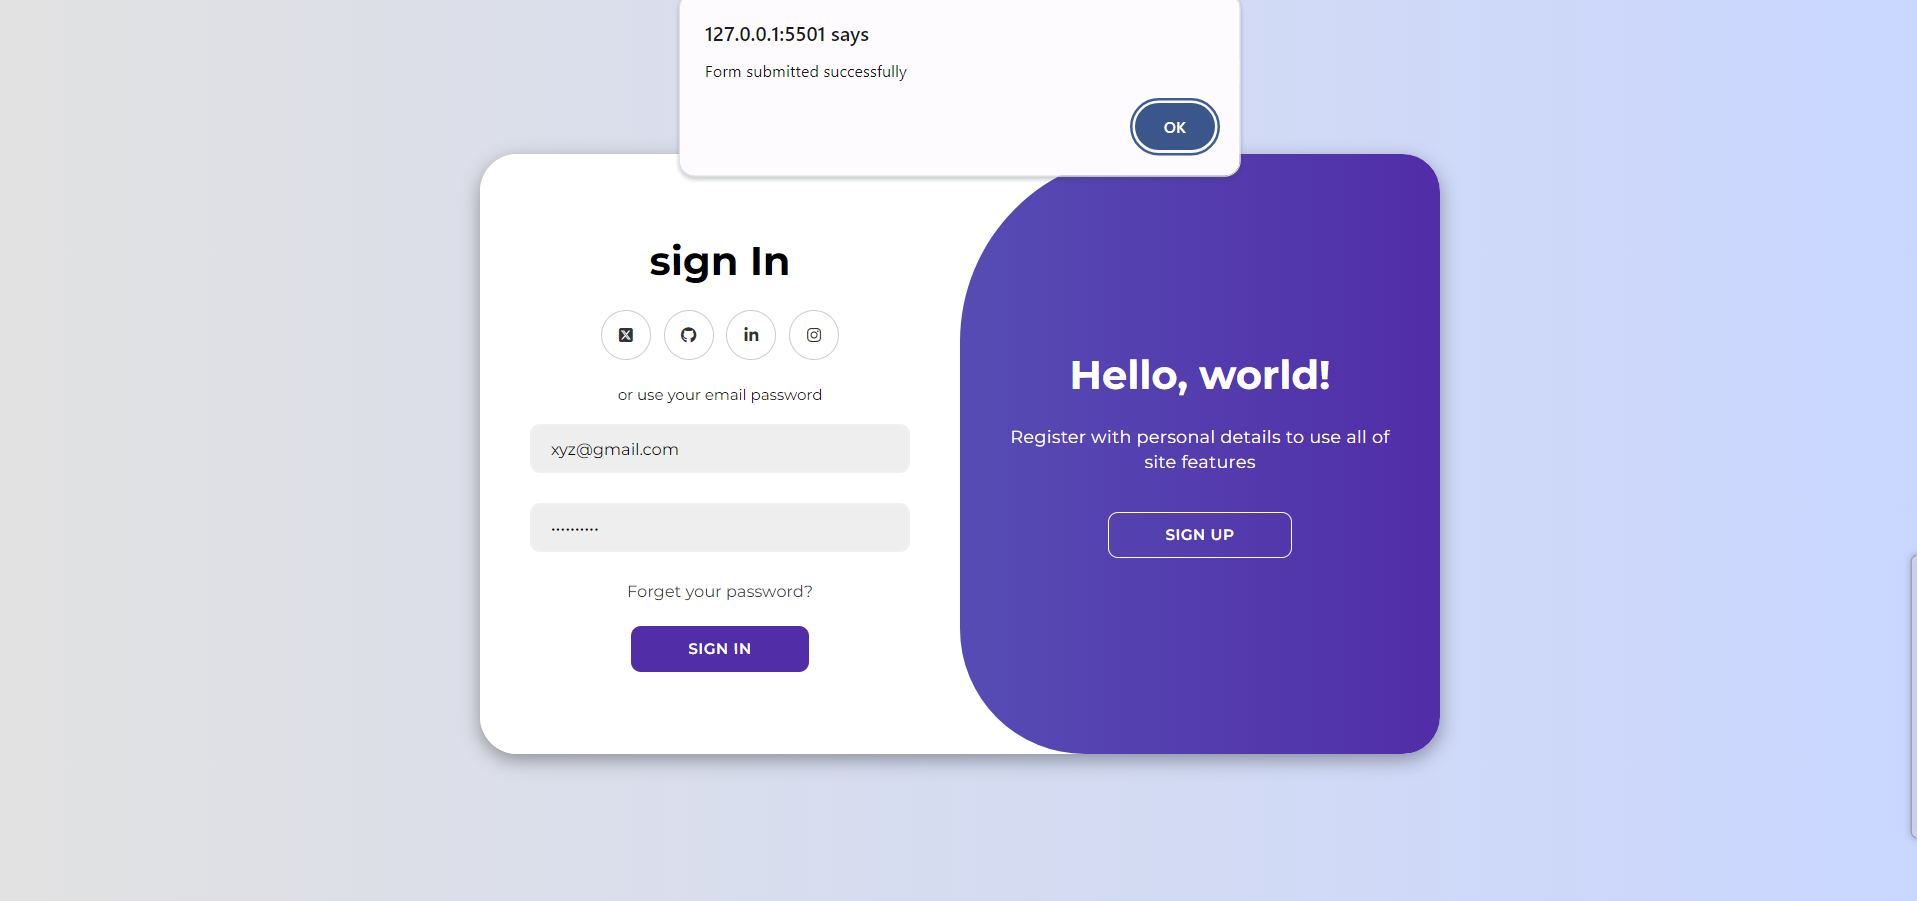 127.0.0.1:5501 says
Form submitted successfully
OK
sign In
or use your email password
xyz@gmail.com
..........
Forget your password?
SIGN IN
Hello, world!
Register with personal details to use all of
site features
SIGN UP